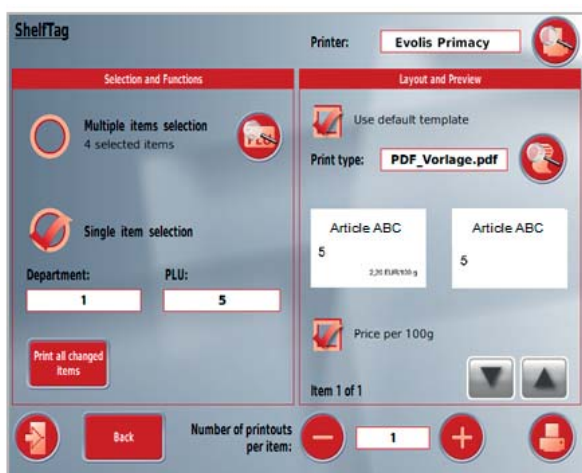 ShelfTag
Printer:
Evolis Primacy
Selection and Functions
Multiple items selection
4 selected items
PLU
Single item selection
Department:
PLU:
1
5
Print all changed
items
Layout and Preview
Use default template
Print type:
PDF_Vorlage.pdf
Article ABC
5
2,20 EUR/100 g
Article ABC
5
Price per 100g
Item 1 of 1
Back
Number of printouts
per item:
1